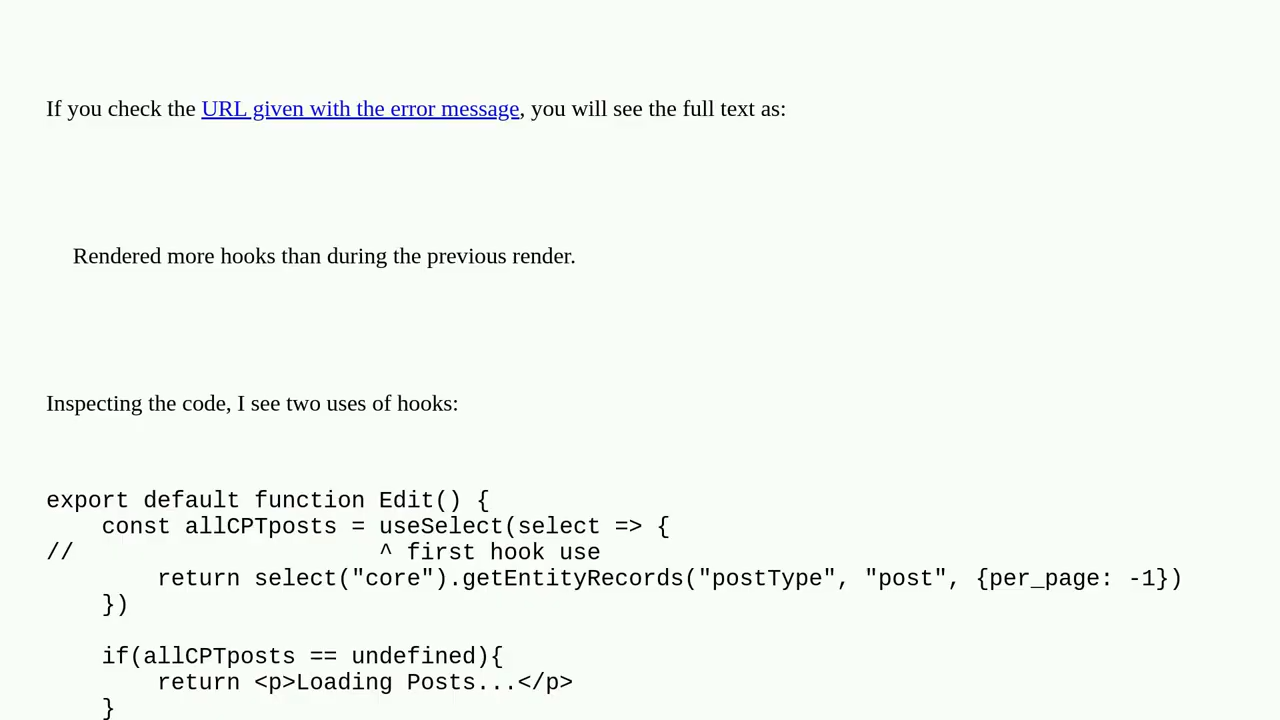 If you check the URL given with the error message, you will see the full text as:
Rendered more hooks than during the previous render.
Inspecting the code, I see two uses of hooks:
export default function Edit() {
    const allCPTposts = useSelect(select => {
//                      ^ first hook use
        return select("core").getEntityRecords("postType", "post", {per_page: -1})
    })
    if(allCPTposts == undefined){
        return <p>Loading Posts...</p>
    }